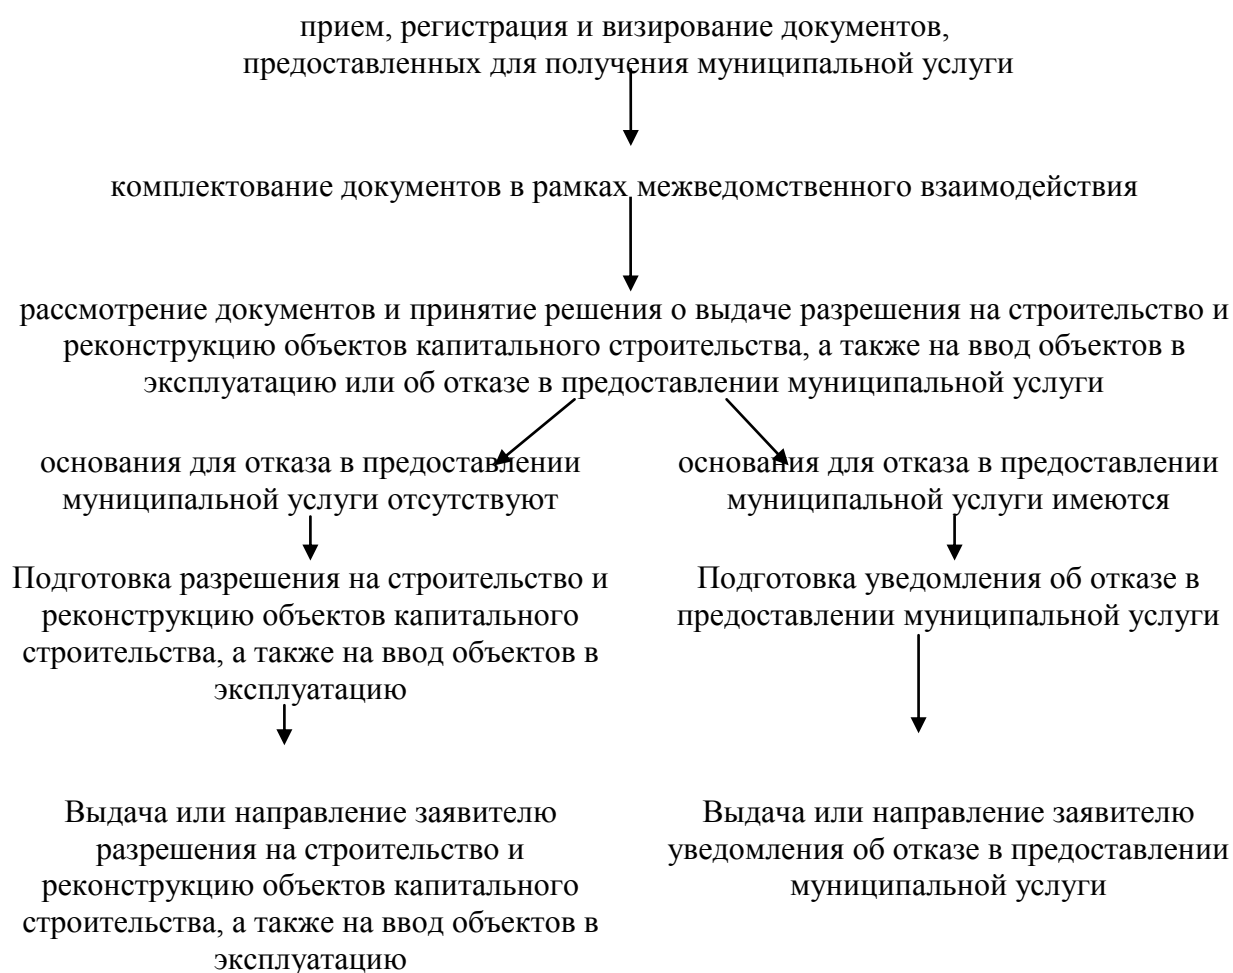 прием, регистрация и визирование документов,
предоставленных для получения муниципальной услуги
комплектование документов в рамках межведомственного взаимодействия
рассмотрение документов и принятие решения о выдаче разрешения на строительство и
реконструкцию объектов капитального строительства, а также на ввод объектов в
эксплуатацию или об отказе в предоставлении муниципальной услуги
основания для отказа в предоставлении
муниципальной услуги отсутствуют
основания для отказа в предоставлении
муниципальной услуги имеются
Подготовка разрешения на строительство и
реконструкцию объектов капитального
строительства, а также на ввод объектов в
эксплуатацию
Подготовка уведомления об отказе в
предоставлении муниципальной услуги
Выдача или направление заявителю
разрешения на строительство и
реконструкцию объектов капитального
строительства, а также на ввод объектов в
эксплуатацию
Выдача или направление заявителю
уведомления об отказе в предоставлении
муниципальной услуги